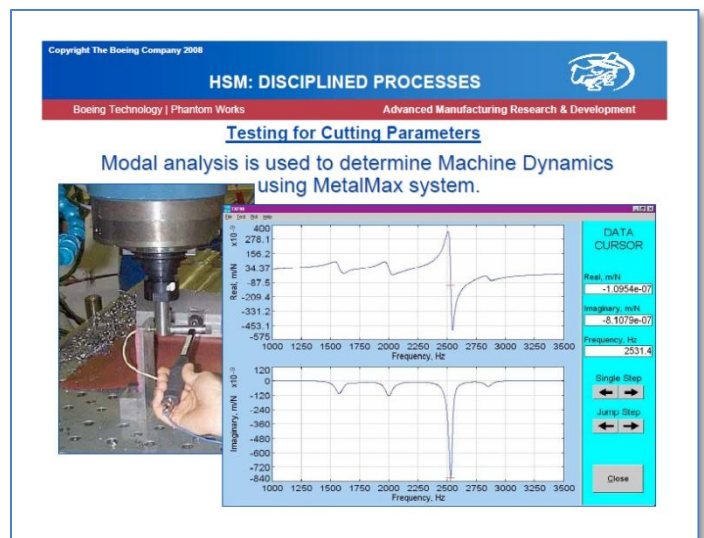 Copyright The Boeing Company 2008
HSM: DISCIPLINED PROCESSES
Boeing Technology | Phantom Works
Advanced Manufacturing Research & Development
Testing for Cutting Parameters
Modal analysis is used to determine Machine Dynamics
using MetalMax system.
400
278.1
156.2
34.37
-87.5
-209.4
-331.2
-453.1
-575
Real, m/N x10-9
1000 1250 1500 1750 2000 2250 2500 2750 3000 3250 3500
Frequency, Hz
120
0
-120
-240
-360
-480
-600
-720
-840
Imaginary, m/N x10-9
1000 1250 1500 1750 2000 2250 2500 2750 3000 3250 3500
Frequency, Hz
DATA
CURSOR
Real, m/N
-1.0954e-07
Imaginary, m/N
-8.1079e-07
Frequency, Hz
2531.4
Single Step
Jump Step
Close